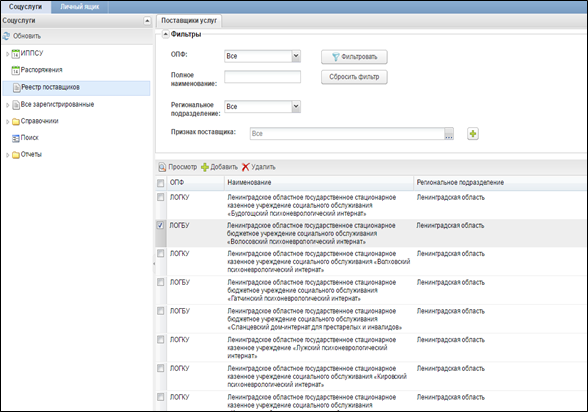 Соцуслуги
Личный ящик
Соцуслуги
Обновить
ИППСУ
Распоряжения
Реестр поставщиков
Все зарегистрированные
Справочники
Поиск
Отчеты
Поставщики услуг
Фильтры
ОПФ: Все Фильтровать
Полное
наименование: Сбросить фильтр
Региональное
подразделение: Все
Признак поставщика: Все ...
Просмотр Добавить Удалить
ОПФ Наименование Региональное подразделение
ЛОГКУ Ленинградское областное государственное стационарное Ленинградская область
казенное учреждение социального обслуживания
«Будогощский психоневрологический интернат»
ЛОГБУ Ленинградское областное государственное стационарное Ленинградская область
бюджетное учреждение социального обслуживания
«Волосовский психоневрологический интернат»
ЛОГКУ Ленинградское областное государственное стационарное Ленинградская область
казенное учреждение социального обслуживания «Волховский
психоневрологический интернат»
ЛОГБУ Ленинградское областное государственное стационарное Ленинградская область
бюджетное учреждение социального обслуживания
«Гатчинский психоневрологический интернат»
ЛОГБУ Ленинградское областное государственное стационарное Ленинградская область
бюджетное учреждение социального обслуживания
«Сланцевский дом-интернат для престарелых и инвалидов»
ЛОГКУ Ленинградское областное государственное стационарное Ленинградская область
казенное учреждение социального обслуживания
«Лужский психоневрологический
интернат»
ЛОГКУ Ленинградское областное государственное стационарное Ленинградская область
казенное учреждение социального обслуживания «Кировский
психоневрологический интернат»
ЛОГКУ Ленинградское областное государственное стационарное Ленинградская область
казенное учреждение социального обслуживания